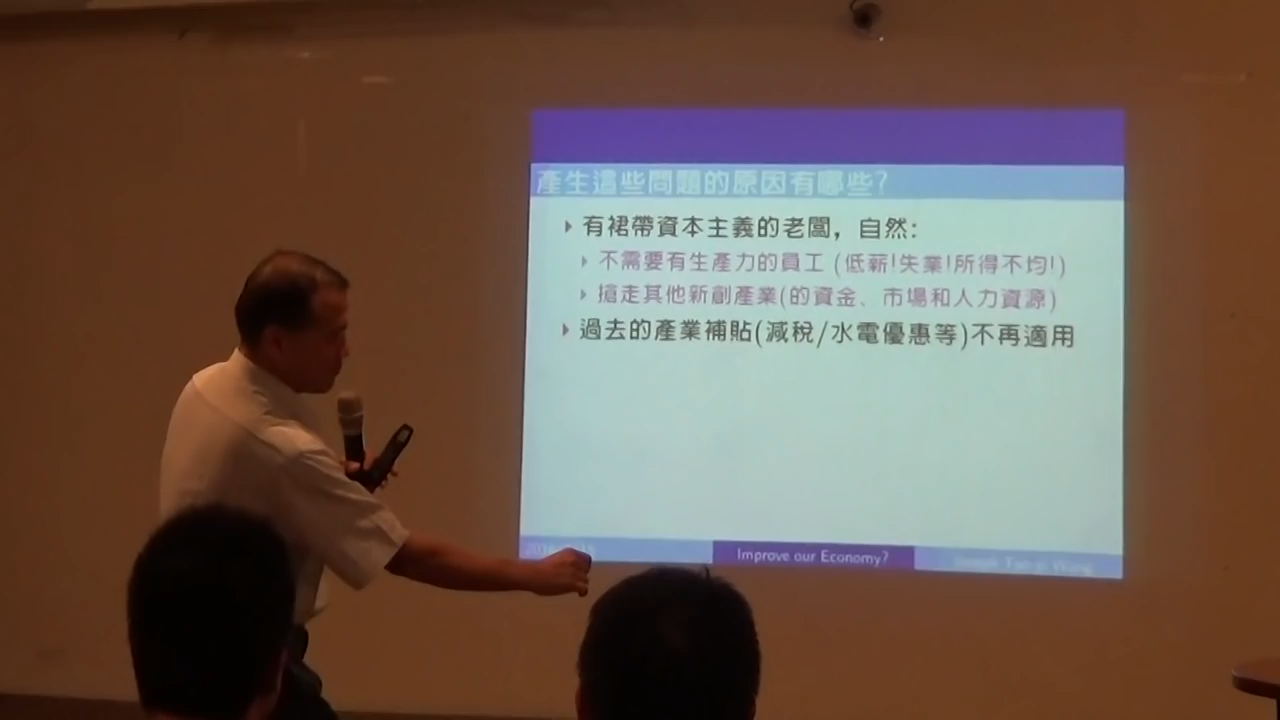 產生這些問題的原因有哪些?
有裙帶資本主義的老闆，自然:
不需要有生產力的員工 (低薪!失業!所得不均!)
搶走其他新創產業(的資金、市場和人力資源)
過去的產業補貼(減稅/水電優惠等)不再適用
Improve our Economy?
Wang